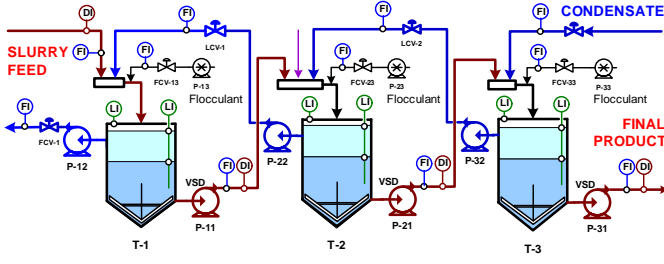 DI
FI
LCV-1
FI
FI
LCV-2
FI
CONDENSATE
SLURRY
FEED
FI
FI
FCV-13
P-13
Flocculant
FI
FCV-23
P-23
Flocculant
FI
FCV-33
P-33
Flocculant
LI
LI
LI
LI
LI
LI
FI
FCV-1
P-12
P-22
P-32
FINAL
PRODUCT
VSD
FI
DI
P-11
VSD
FI
DI
P-21
VSD
FI
DI
P-31
T-1
T-2
T-3